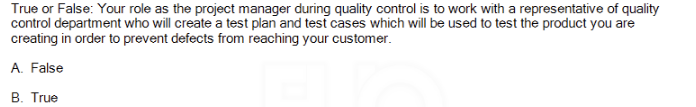 True or False: Your role as the project manager during quality control is to work with a representative of quality
control department who will create a test plan and test cases which will be used to test the product you are
creating in order to prevent defects from reaching your customer.
A. False
B. True